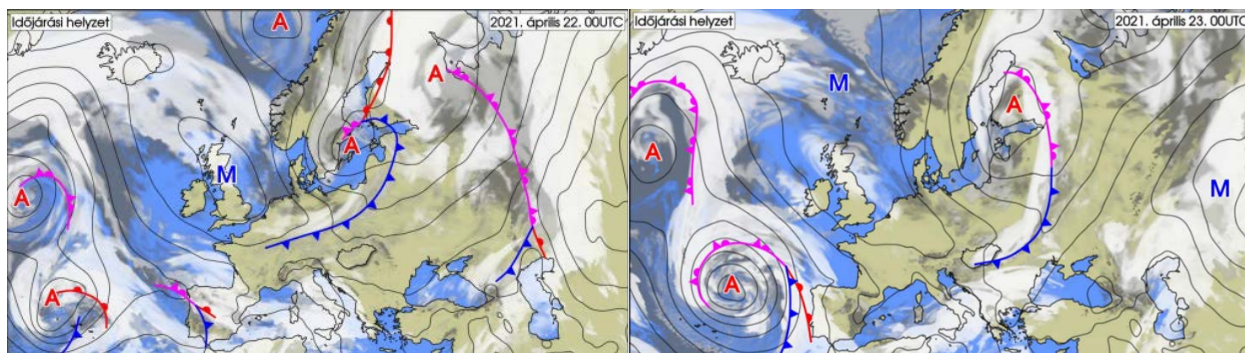 Időjárási helyzet
2021. április 22. 00UTC
A
A
A
M
A
A
Időjárási helyzet
2021. április 23. 00UTC
M
A
A
M
A